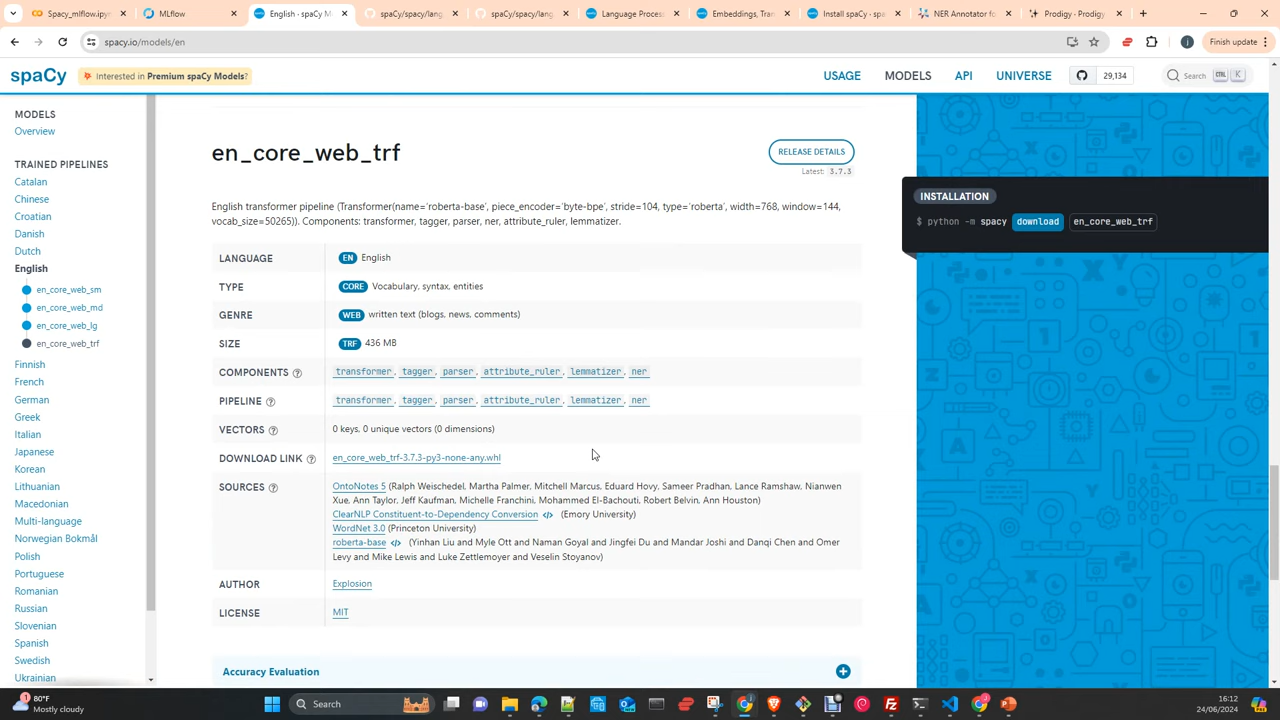 Spacy_mlflow.ipyn
MLflow
English · spaCy M
spaCy/spacy/lang
spaCy/spacy/lang
Language Process
Embeddings, Tran
Install spaCy · spa
NER Annotator fo
Prodigy · Prodigy
spacy.io/models/en
Finish update
spaCy
Interested in Premium spaCy Models?
USAGE
MODELS
API
UNIVERSE
29,134
Search
CTRL
K
MODELS
Overview
TRAINED PIPELINES
Catalan
Chinese
Croatian
Danish
Dutch
English
en_core_web_sm
en_core_web_md
en_core_web_lg
en_core_web_trf
Finnish
French
German
Greek
Italian
Japanese
Korean
Lithuanian
Macedonian
Multi-language
Norwegian Bokmål
Polish
Portuguese
Romanian
Russian
Slovenian
Spanish
Swedish
Ukrainian
en_core_web_trf
RELEASE DETAILS
Latest: 3.7.3
English transformer pipeline (Transformer(name='roberta-base', piece_encoder='byte-bpe', stride=104, type='roberta', width=768, window=144,
vocab_size=50265)). Components: transformer, tagger, parser, ner, attribute_ruler, lemmatizer.
LANGUAGE EN English
TYPE CORE Vocabulary, syntax, entities
GENRE WEB written text (blogs, news, comments)
SIZE TRF 436 MB
COMPONENTS ? transformer, tagger, parser, attribute_ruler, lemmatizer, ner
PIPELINE ? transformer, tagger, parser, attribute_ruler, lemmatizer, ner
VECTORS ? 0 keys, 0 unique vectors (0 dimensions)
DOWNLOAD LINK ? en_core_web_trf-3.7.3-py3-none-any.whl
SOURCES ? OntoNotes 5 (Ralph Weischedel, Martha Palmer, Mitchell Marcus, Eduard Hovy, Sameer Pradhan, Lance Ramshaw, Nianwen
Xue, Ann Taylor, Jeff Kaufman, Michelle Franchini, Mohammed El-Bachouti, Robert Belvin, Ann Houston)
ClearNLP Constituent-to-Dependency Conversion </> (Emory University)
WordNet 3.0 (Princeton University)
roberta-base </> (Yinhan Liu and Myle Ott and Naman Goyal and Jingfei Du and Mandar Joshi and Danqi Chen and Omer
Levy and Mike Lewis and Luke Zettlemoyer and Veselin Stoyanov)
AUTHOR Explosion
LICENSE MIT
Accuracy Evaluation
INSTALLATION
$ python -m spacy download en_core_web_trf
80°F
Mostly cloudy
Search
16:12
24/06/2024